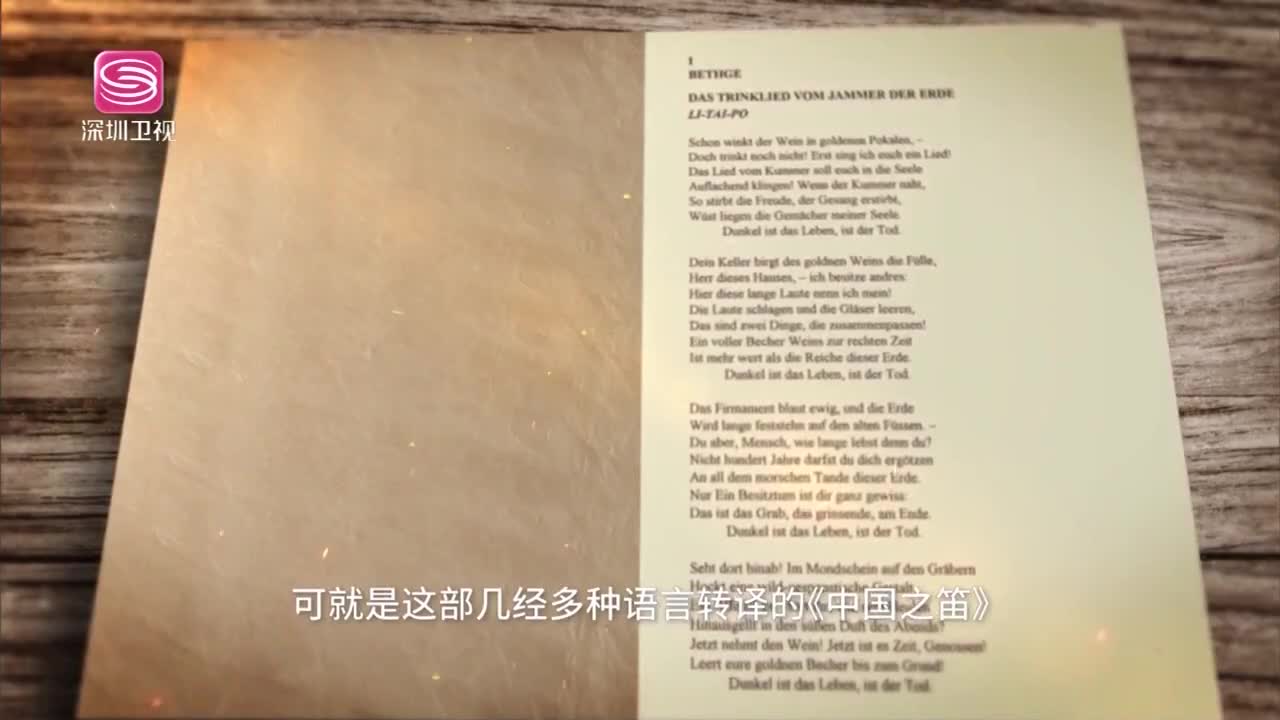 深圳卫视
I
BETHGE
DAS TRINKLIED VOM JAMMER DER ERDE
LI-TAI-PO
Schon winkt der Wein in goldenen Pokalen, –
Doch trinkt noch nicht! Erst sing ich euch ein Lied!
Das Lied vom Kummer soll euch in die Seele
Auflachend klingen! Wenn der Kummer naht,
So stirbt die Freude, der Gesang erstirbt,
Wüst liegen die Gemächer meiner Seele.
Dunkel ist das Leben, ist der Tod.
Dein Keller birgt des goldnen Weins die Fülle,
Herr dieses Hauses, – ich besitze andres:
Hier diese lange Laute nenn ich mein!
Die Laute schlagen und die Gläser leeren,
Das sind zwei Dinge, die zusammenpassen!
Ein voller Becher Weins zur rechten Zeit
Ist mehr wert als die Reiche dieser Erde.
Dunkel ist das Leben, ist der Tod.
Das Firmament blaut ewig, und die Erde
Wird lange feststehn auf den alten Füssen. –
Du aber, Mensch, wie lange lebst denn du?
Nicht hundert Jahre darfst du dich ergötzen
An all dem morschen Tande dieser Erde.
Nur Ein Besitztum ist dir ganz gewiss:
Das ist das Grab, das grinsende, am Ende.
Dunkel ist das Leben, ist der Tod.
Seht dort hinab! Im Mondschein auf den Gräbern
Hockt eine wild-gespenstische Gestalt
可就是这部几经多种语言转译的《中国之笛》
Hinausgellt in den süßen Duft des Abends?
Jetzt nehmt den Wein! Jetzt ist es Zeit, Genossen!
Leert eure goldnen Becher bis zum Grund!
Dunkel ist das Leben, ist der Tod.